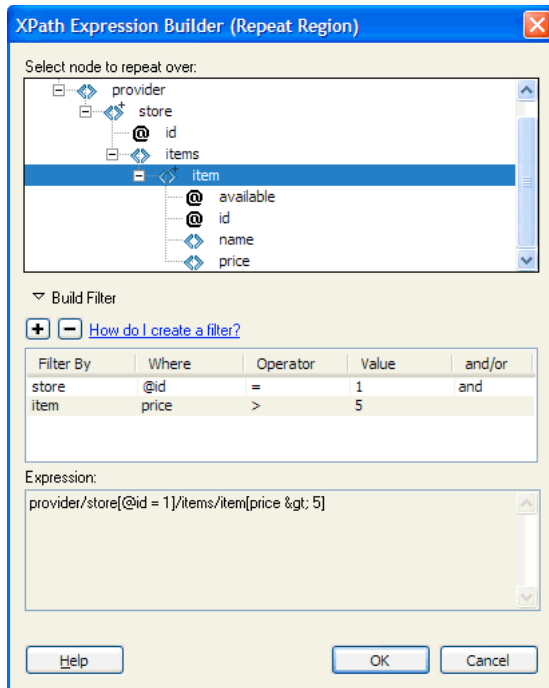 XPath Expression Builder (Repeat Region)
Select node to repeat over:
provider
store
@ id
items
item
@ available
@ id
name
price
Build Filter
+ - How do I create a filter?
Filter By Where Operator Value and/or
store @id = 1 and
item price > 5
Expression:
provider/store[@id = 1]/items/item[price &gt; 5]
Help OK Cancel